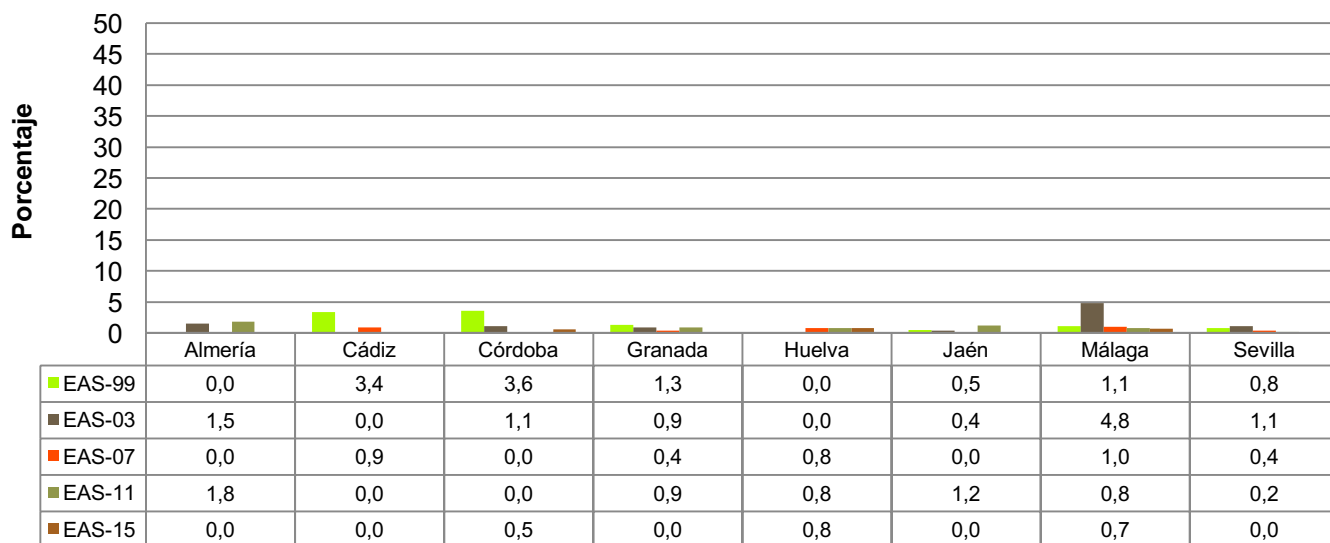 Porcentaje
50
45
40
35
30
25
20
15
10
5
0
Almería Cádiz Córdoba Granada Huelva Jaén Málaga Sevilla
EAS-99 0,0 3,4 3,6 1,3 0,0 0,5 1,1 0,8
EAS-03 1,5 0,0 1,1 0,9 0,0 0,4 4,8 1,1
EAS-07 0,0 0,9 0,0 0,4 0,8 0,0 1,0 0,4
EAS-11 1,8 0,0 0,0 0,9 0,8 1,2 0,8 0,2
EAS-15 0,0 0,0 0,5 0,0 0,8 0,0 0,7 0,0